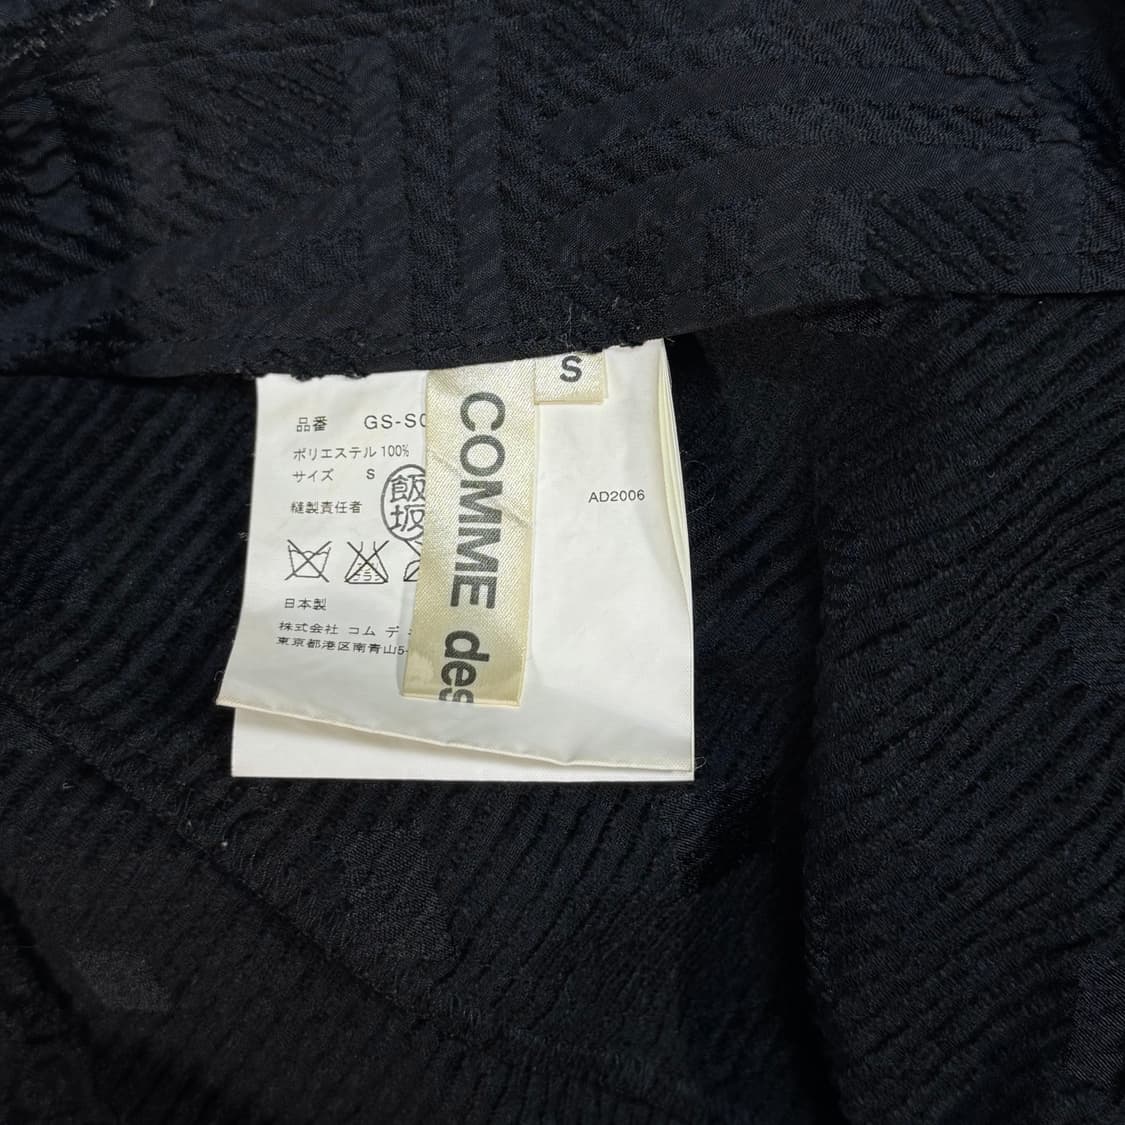 品番 GS-S0
ポリエステル 100%
サイズ S
縫製責任者
飯坂
日本製
株式会社 コム デ
東京都港区南青山5-
COMME des
S
AD2006